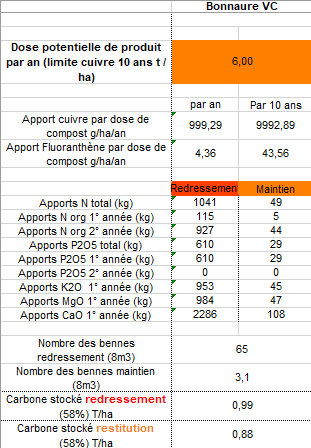 Bonnaure VC
Dose potentielle de produit
par an (limite cuivre 10 ans t /
ha)
6,00
par an Par 10 ans
Apport cuivre par dose de
compost g/ha/an
999,29 9992,89
Apport Fluoranthène par dose de
compost g/ha/an
4,36 43,56
Redressement Maintien
Apports N total (kg) 1041 49
Apports N org 1° année (kg) 115 5
Apports N org 2° année (kg) 927 44
Apports P2O5 total (kg) 610 29
Apports P2O5 1° année (kg) 610 29
Apports P2O5 2° année (kg) 0 0
Apports K2O 1° année (kg) 953 45
Apports MgO 1° année (kg) 984 47
Apports CaO 1° année (kg) 2286 108
Nombre des bennes
redressement (8m3)
65
Nombre des bennes maintien
(8m3)
3,1
Carbone stocké redressement
(58%) T/ha
0,99
Carbone stocké restitution
(58%) T/ha
0,88